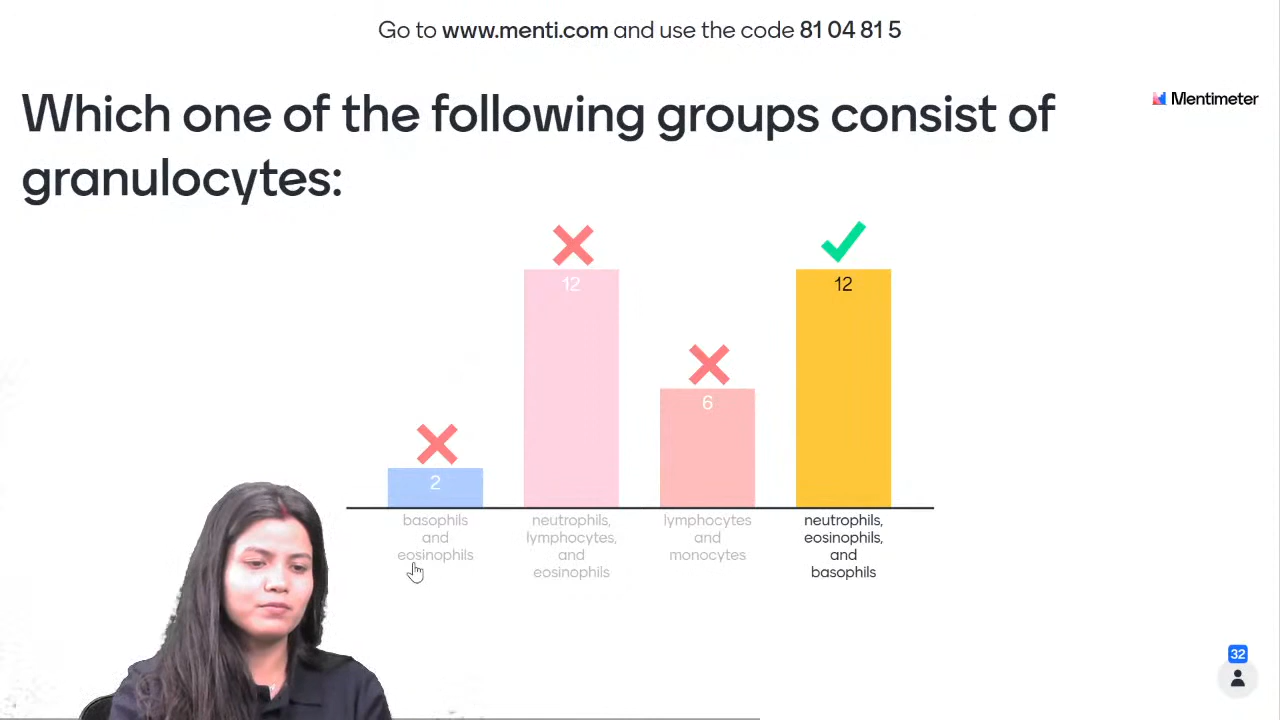 Go to www.menti.com and use the code 81 04 81 5
Which one of the following groups consist of
granulocytes:
Mentimeter
12
12
6
2
basophils
and
eosinophils
neutrophils,
lymphocytes,
and
eosinophils
lymphocytes
and
monocytes
neutrophils,
eosinophils,
and
basophils
32